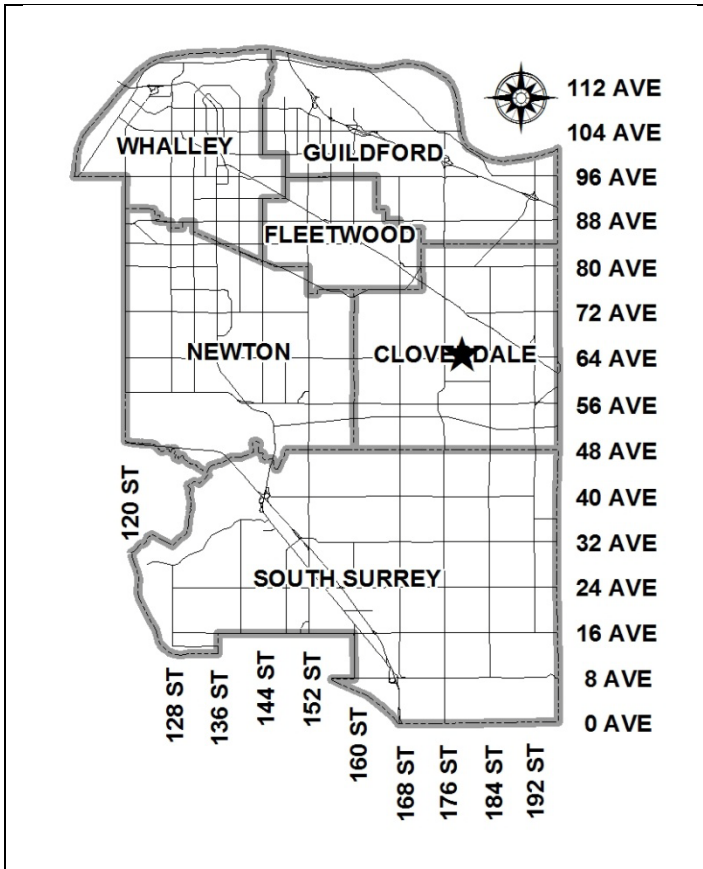 112 AVE
104 AVE
WHALLEY
GUILDFORD
96 AVE
88 AVE
FLEETWOOD
80 AVE
72 AVE
NEWTON
CLOVERDALE
64 AVE
56 AVE
48 AVE
120 ST
40 AVE
32 AVE
SOUTH SURREY
24 AVE
16 AVE
128 ST
136 ST
144 ST
152 ST
8 AVE
160 ST
0 AVE
168 ST
176 ST
184 ST
192 ST